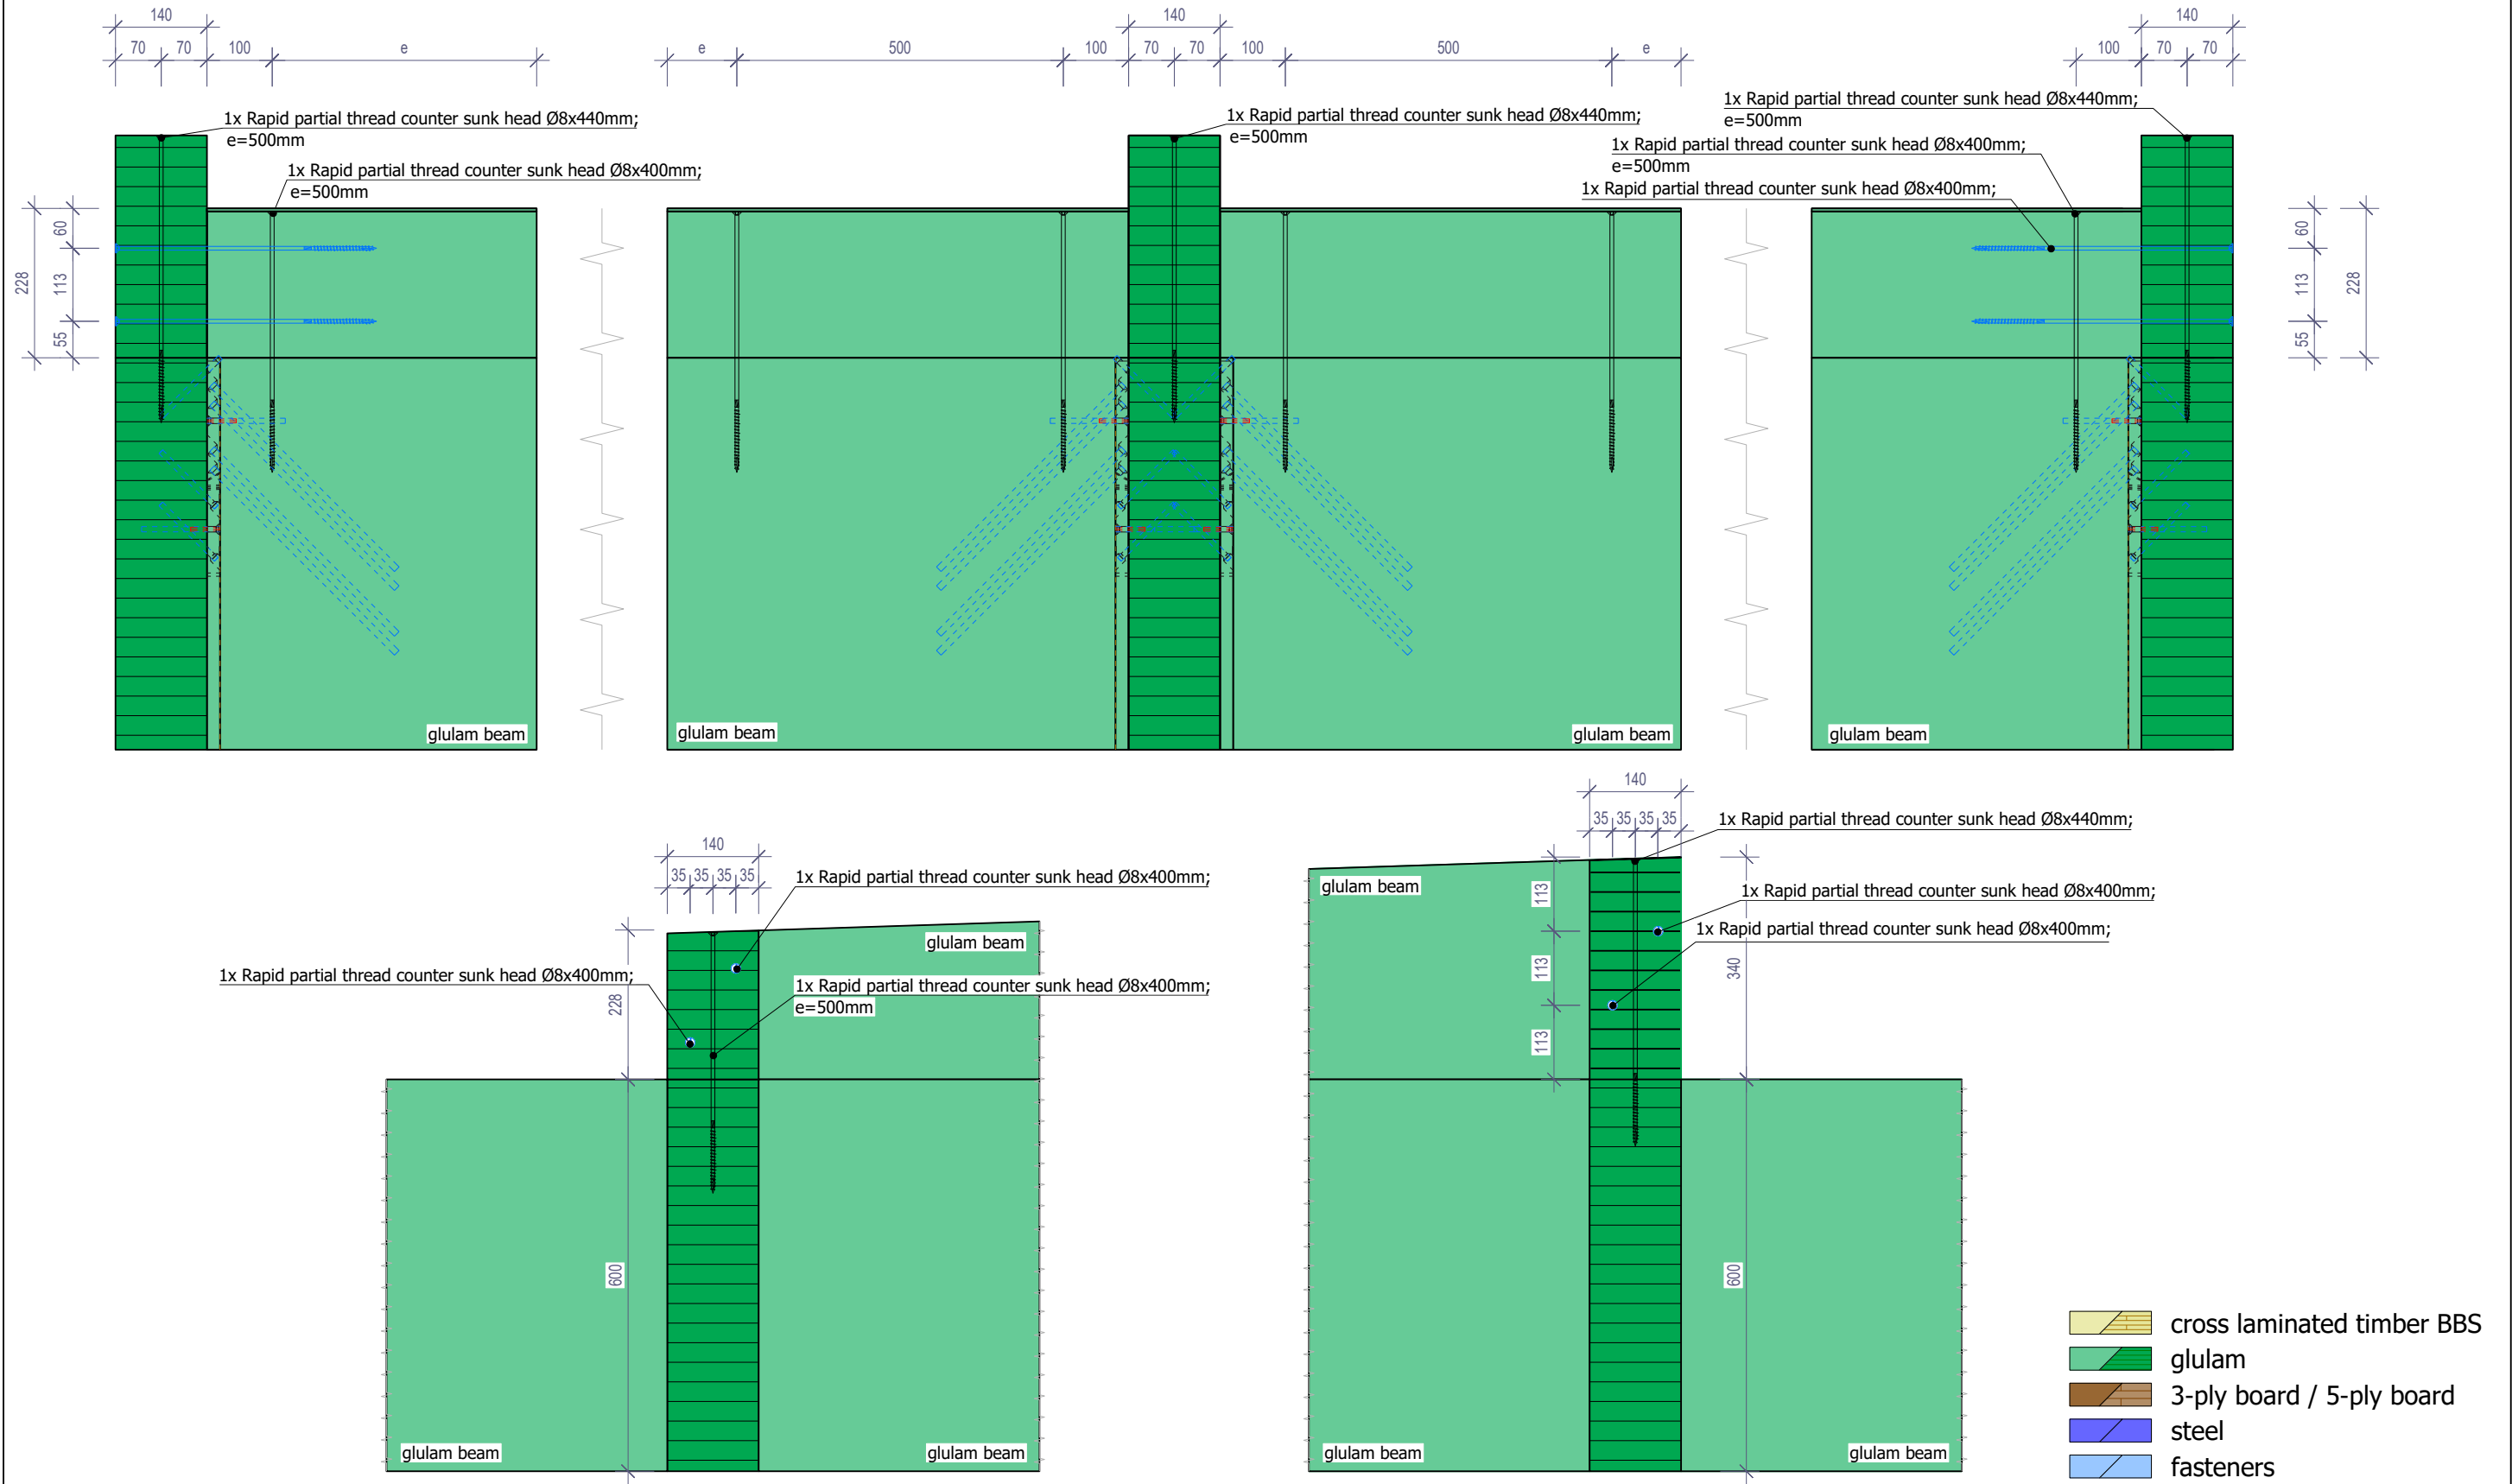 140
140
140
70 70 100 e
e 500 100 70 70 100 500 e
100 70 70
1x Rapid partial thread counter sunk head Ø8x440mm;
e=500mm
1x Rapid partial thread counter sunk head Ø8x400mm;
e=500mm
1x Rapid partial thread counter sunk head Ø8x440mm;
e=500mm
1x Rapid partial thread counter sunk head Ø8x440mm;
e=500mm
1x Rapid partial thread counter sunk head Ø8x400mm;
e=500mm
1x Rapid partial thread counter sunk head Ø8x400mm;
228
60
113
55
60
113
55
228
glulam beam
glulam beam
glulam beam
glulam beam
140
35 35 35 35
1x Rapid partial thread counter sunk head Ø8x400mm;
glulam beam
1x Rapid partial thread counter sunk head Ø8x400mm;
1x Rapid partial thread counter sunk head Ø8x400mm;
e=500mm
228
600
glulam beam
glulam beam
140
35 35 35 35
1x Rapid partial thread counter sunk head Ø8x440mm;
glulam beam
1x Rapid partial thread counter sunk head Ø8x400mm;
1x Rapid partial thread counter sunk head Ø8x400mm;
113
113
113
340
600
glulam beam
glulam beam
cross laminated timber BBS
glulam
3-ply board / 5-ply board
steel
fasteners